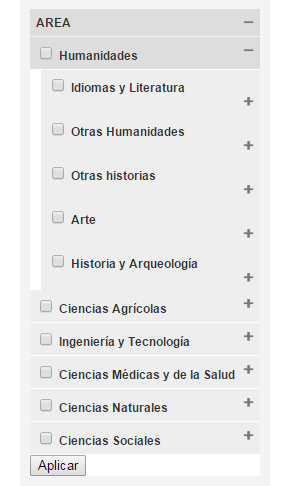 AREA
Humanidades
Idiomas y Literatura
Otras Humanidades
Otras historias
Arte
Historia y Arqueología
Ciencias Agrícolas
Ingeniería y Tecnología
Ciencias Médicas y de la Salud
Ciencias Naturales
Ciencias Sociales
Aplicar